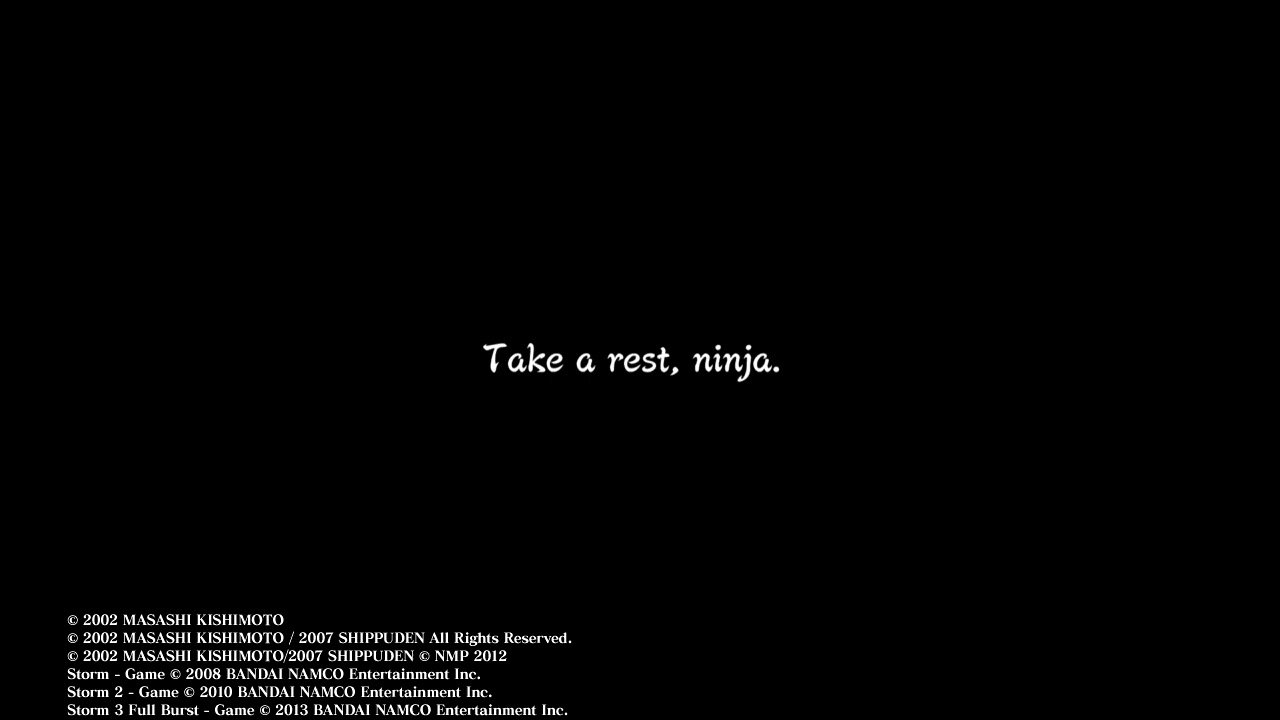 Take a rest, ninja.
© 2002 MASASHI KISHIMOTO
© 2002 MASASHI KISHIMOTO / 2007 SHIPPUDEN All Rights Reserved.
© 2002 MASASHI KISHIMOTO/2007 SHIPPUDEN © NMP 2012
Storm - Game © 2008 BANDAI NAMCO Entertainment Inc.
Storm 2 - Game © 2010 BANDAI NAMCO Entertainment Inc.
Storm 3 Full Burst - Game © 2013 BANDAI NAMCO Entertainment Inc.